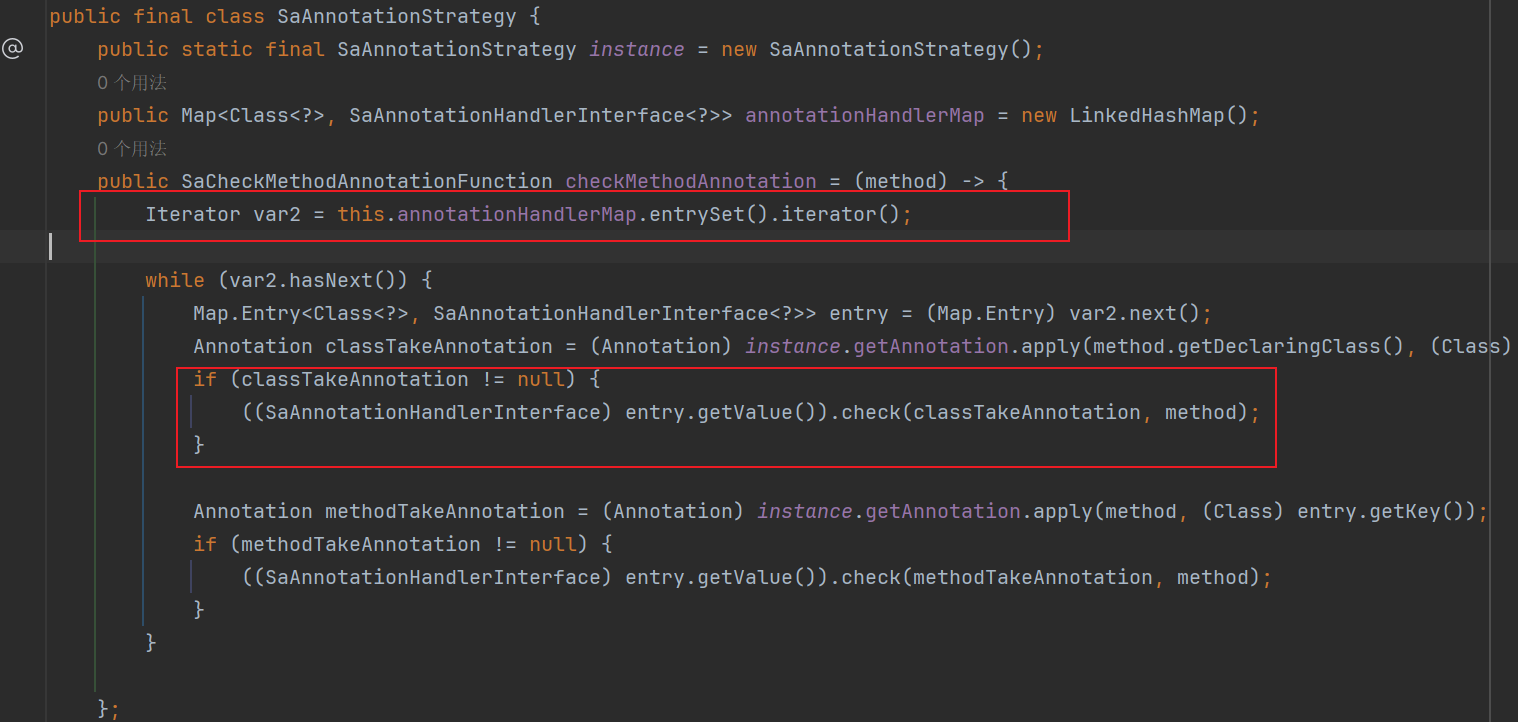 public final class SaAnnotationStrategy {
public static final SaAnnotationStrategy instance = new SaAnnotationStrategy();
0 个用法
public Map<Class<?>, SaAnnotationHandlerInterface<?>> annotationHandlerMap = new LinkedHashMap();
0 个用法
public SaCheckMethodAnnotationFunction checkMethodAnnotation = (method) -> {
Iterator var2 = this.annotationHandlerMap.entrySet().iterator();
while (var2.hasNext()) {
Map.Entry<Class<?>, SaAnnotationHandlerInterface<?>> entry = (Map.Entry) var2.next();
Annotation classTakeAnnotation = (Annotation) instance.getAnnotation.apply(method.getDeclaringClass(), (Class)
if (classTakeAnnotation != null) {
((SaAnnotationHandlerInterface) entry.getValue()).check(classTakeAnnotation, method);
}
Annotation methodTakeAnnotation = (Annotation) instance.getAnnotation.apply(method, (Class) entry.getKey());
if (methodTakeAnnotation != null) {
((SaAnnotationHandlerInterface) entry.getValue()).check(methodTakeAnnotation, method);
}
}
};